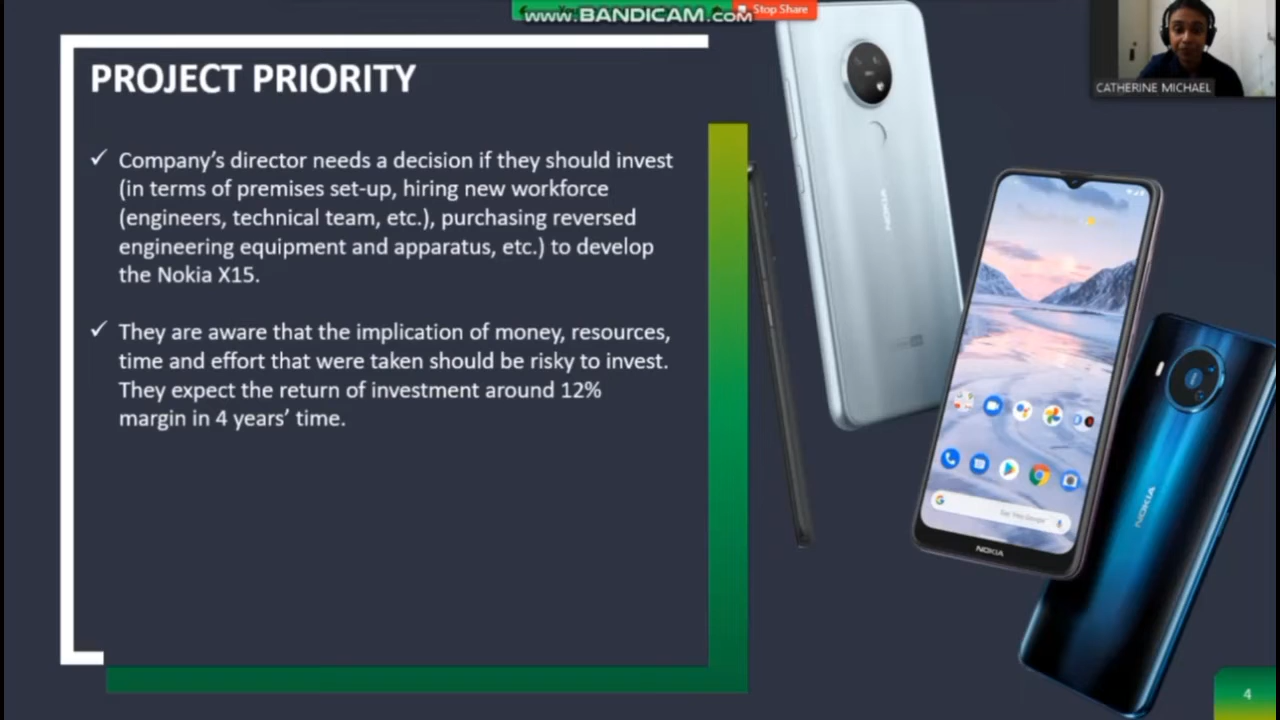 www.BANDICAM.com
Stop Share
CATHERINE MICHAEL
PROJECT PRIORITY
✓ Company's director needs a decision if they should invest
(in terms of premises set-up, hiring new workforce
(engineers, technical team, etc.), purchasing reversed
engineering equipment and apparatus, etc.) to develop
the Nokia X15.
✓ They are aware that the implication of money, resources,
time and effort that were taken should be risky to invest.
They expect the return of investment around 12%
margin in 4 years' time.
NOKIA
NOKIA
NOKIA
4